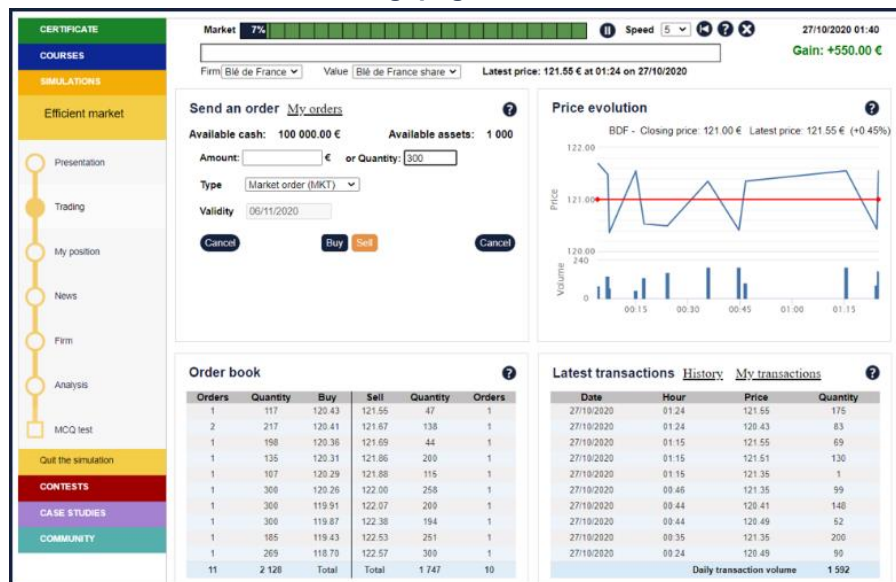 CERTIFICATE
COURSES
SIMULATIONS
Efficient market
Presentation
Trading
My position
News
Firm
Analysis
MCQ test
Quit the simulation
CONTESTS
CASE STUDIES
COMMUNITY
Market 7% Speed 5 27/10/2020 01:40
Gain: +550.00 €
Firm Blé de France Value Blé de France share Latest price: 121.55 € at 01:24 on 27/10/2020
Send an order My orders
Available cash: 100 000.00 € Available assets: 1 000
Amount: € or Quantity: 300
Type Market order (MKT)
Validity 06/11/2020
Cancel Buy Sell Cancel
Price evolution
BDF - Closing price: 121.00 € Latest price: 121.55 € (+0.45%)
122.00
Price
121.00
120.00
240
Volume
0
00:15 00:30 00:45 01:00 01:15
Order book
Orders Quantity Buy Sell Quantity Orders
1 117 120.43 121.55 47 1
2 217 120.41 121.67 138 1
1 198 120.36 121.69 44 1
1 135 120.31 121.86 200 1
1 107 120.29 121.88 115 1
1 300 120.26 122.00 258 1
1 300 119.91 122.07 200 1
1 300 119.87 122.38 194 1
1 185 119.43 122.53 251 1
1 269 118.70 122.57 300 1
11 2 128 Total Total 1 747 10
Latest transactions History My transactions
Date Hour Price Quantity
27/10/2020 01:24 121.55 175
27/10/2020 01:24 120.43 83
27/10/2020 01:15 121.55 69
27/10/2020 01:15 121.51 130
27/10/2020 01:15 121.35 1
27/10/2020 00:46 121.35 99
27/10/2020 00:44 120.41 148
27/10/2020 00:44 120.49 52
27/10/2020 00:35 121.35 200
27/10/2020 00:24 120.49 90
Daily transaction volume 1 592